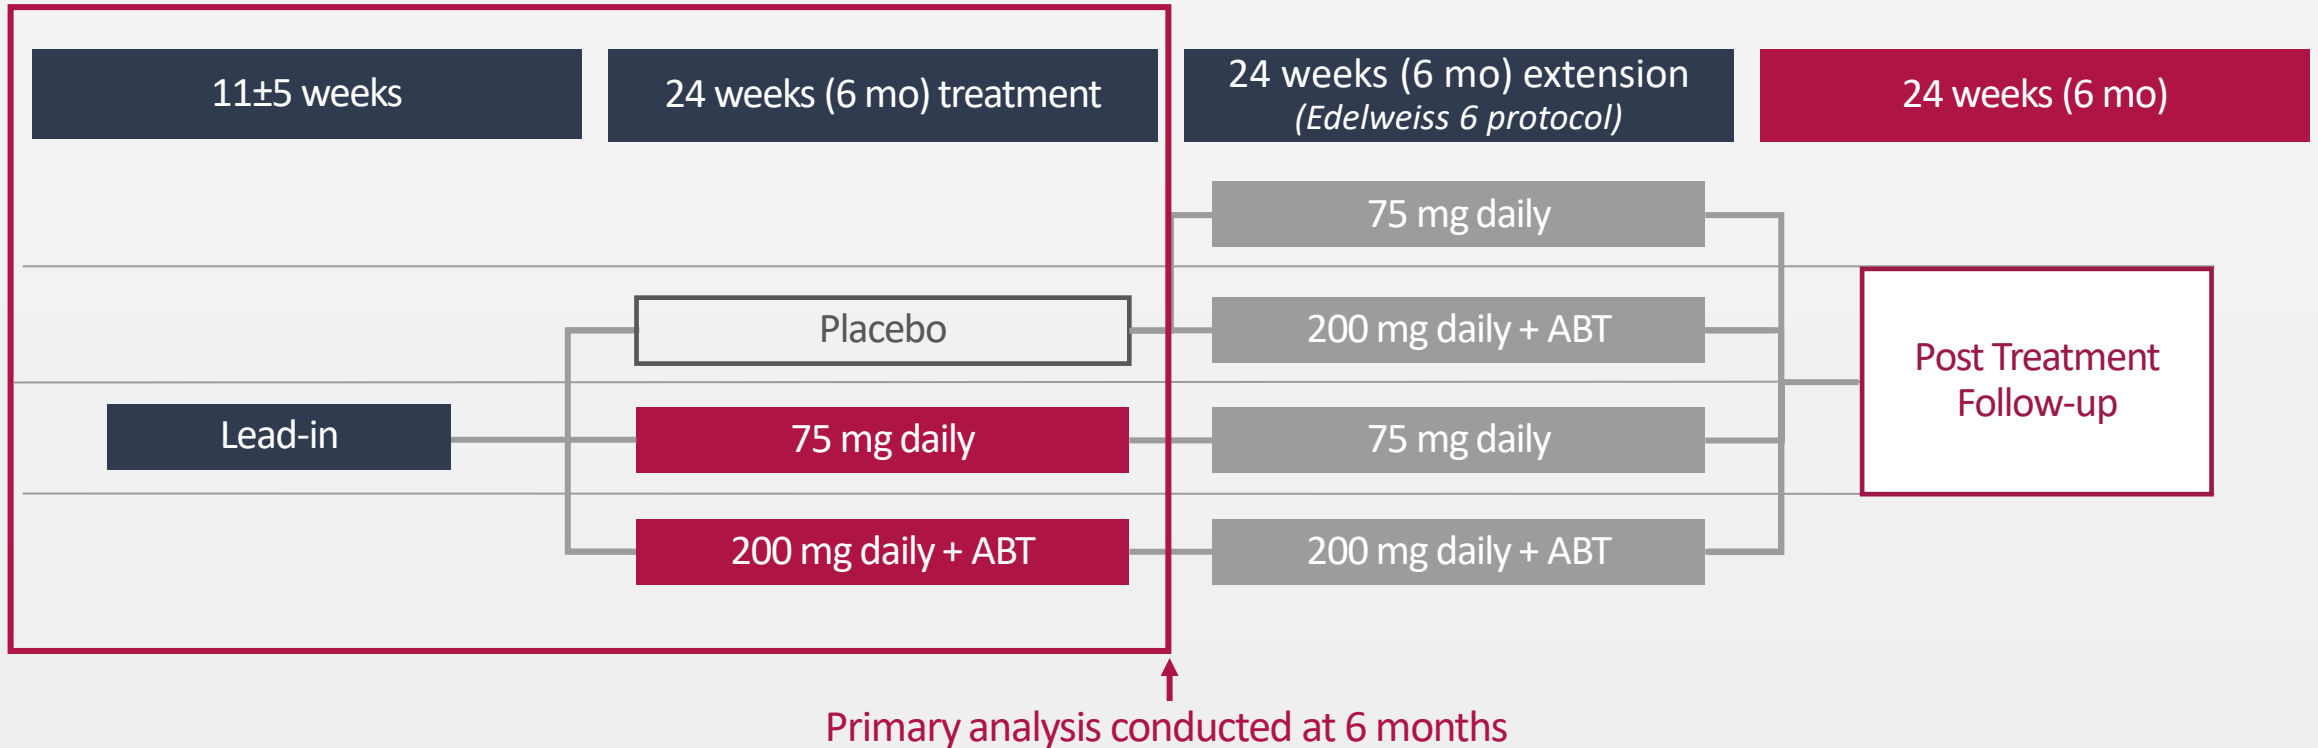 11±5 weeks
24 weeks (6 mo) treatment
24 weeks (6 mo) extension
(Edelweiss 6 protocol)
24 weeks (6 mo)
75 mg daily
Placebo
200 mg daily + ABT
Post Treatment
Follow-up
Lead-in
75 mg daily
75 mg daily
200 mg daily + ABT
200 mg daily + ABT
Primary analysis conducted at 6 months